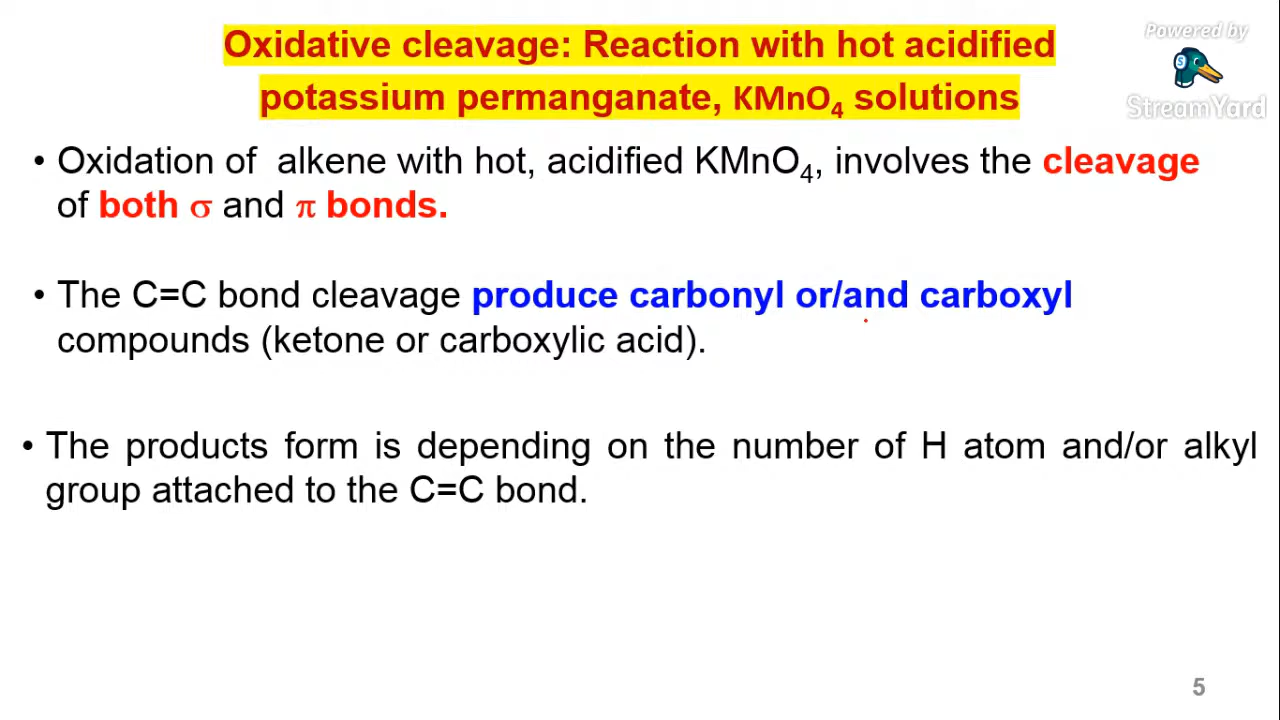 Oxidative cleavage: Reaction with hot acidified
potassium permanganate, KMnO₄ solutions
Powered by
S
StreamYard
• Oxidation of alkene with hot, acidified KMnO₄, involves the cleavage
of both σ and π bonds.
• The C=C bond cleavage produce carbonyl or/and carboxyl
compounds (ketone or carboxylic acid).
• The products form is depending on the number of H atom and/or alkyl
group attached to the C=C bond.
5